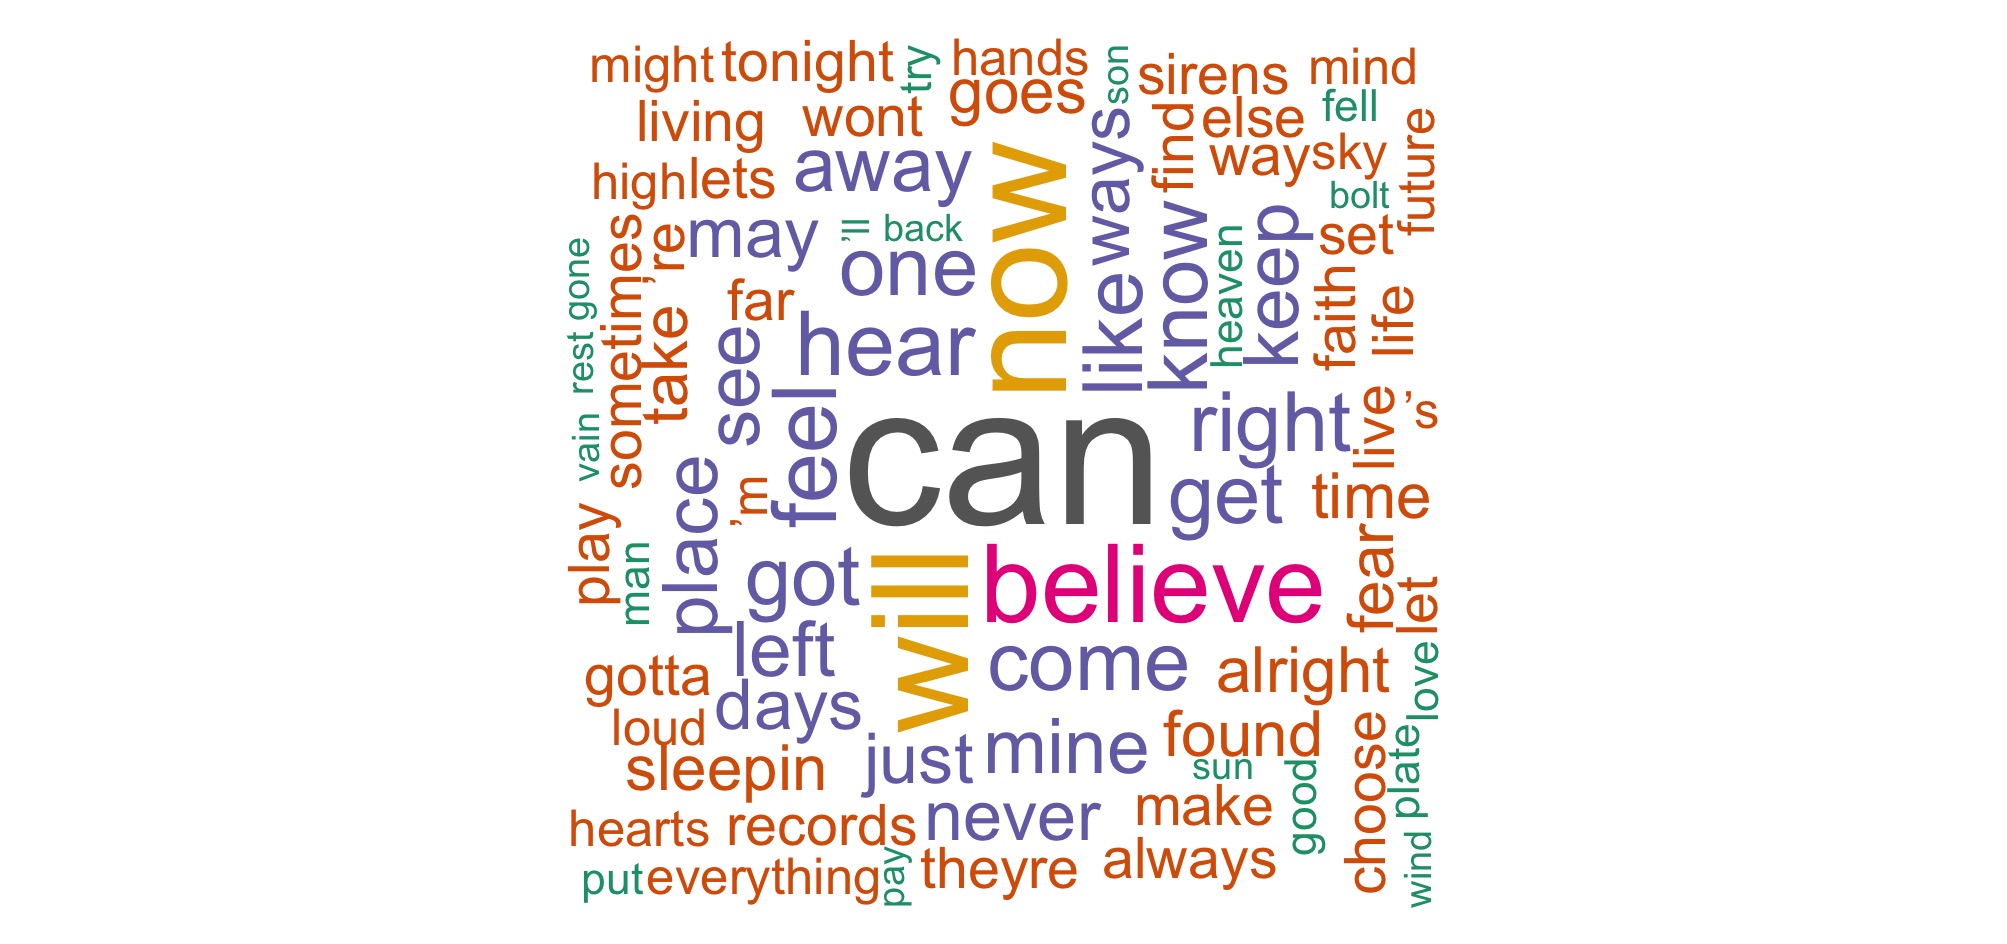 might tonight try hands son sirens mind
living wont goes else fell
high lets away now ways find way sky future
bolt
may 'll back know heaven keep set
sometimes 're one like
gone far faith life
rest take see hear
vain feel can right live 's
place 'm get time
play
man got will believe fear let
left come alright love
gotta days
loud just mine found choose
sleepin sun plate
hearts records never make good
put everything pay theyre always wind